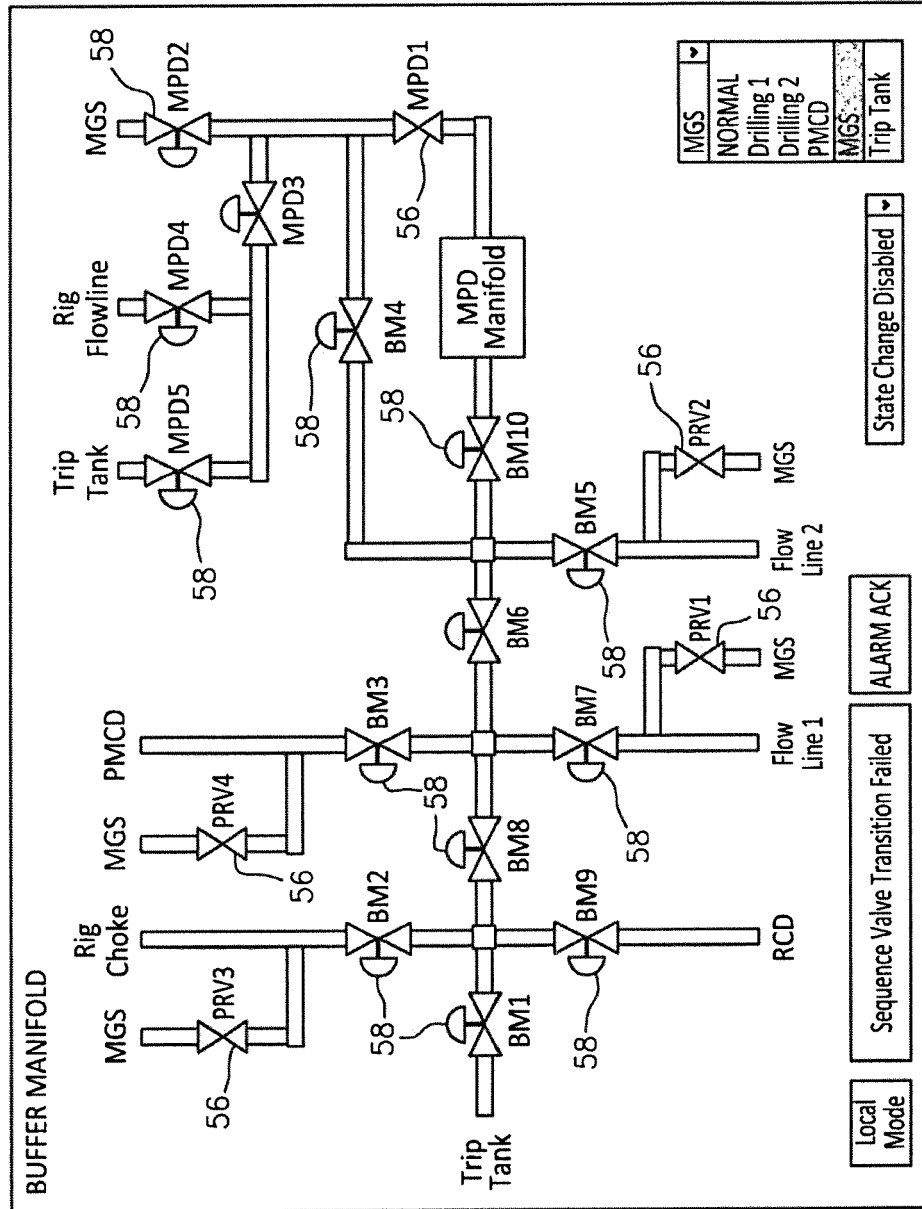 BUFFER MANIFOLD
MGS
PRV3
56
Rig
Choke
MGS
PRV4
56
PMCD
Trip
Tank
MPD5
58
Rig
Flowline
MPD4
58
MGS
58
MPD2
MPD3
BM2
58
BM3
58
58
BM4
MPD1
56
Trip
Tank
58
BM1
58
BM8
BM6
58
BM10
MPD
Manifold
BM9
58
RCD
BM7
58
PRV1
56
Flow
Line 1
MGS
BM5
58
PRV2
56
Flow
Line 2
MGS
Local
Mode
Sequence Valve Transition Failed
ALARM ACK
State Change Disabled
MGS
NORMAL
Drilling 1
Drilling 2
PMCD
MGS
Trip Tank